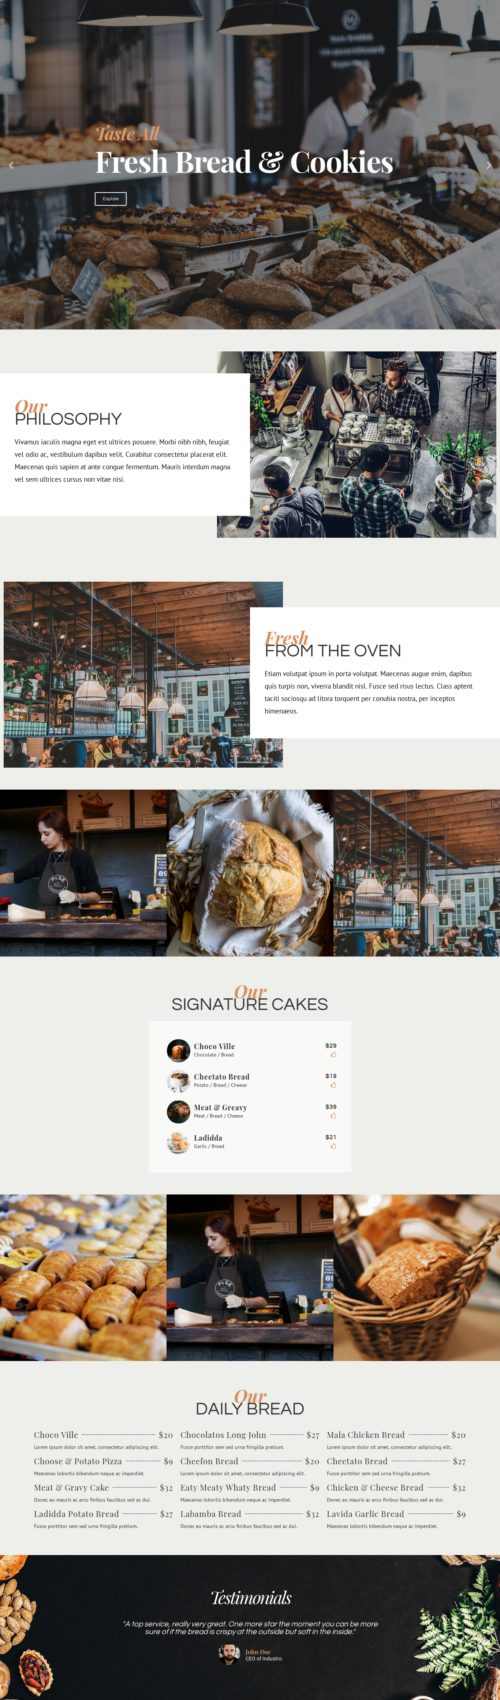 Taste All
Fresh Bread & Cookies
Explore
Our
PHILOSOPHY
Vivamus iaculis magna eget est ultrices posuere. Morbi nibh nibh, feugiat
vel odio ac, vestibulum dapibus velit. Curabitur consectetur placerat elit.
Maecenas quis sapien at ante congue fermentum. Mauris interdum magna
vel sem ultrices cursus non vitae nisi.
Fresh
FROM THE OVEN
Etiam volutpat ipsum in porta volutpat. Maecenas augue enim, dapibus
quis turpis non, viverra blandit nisl. Fusce sed risus lectus. Class aptent
taciti sociosqu ad litora torquent per conubia nostra, per inceptos
himenaeos.
Our
SIGNATURE CAKES
Choco Ville $29
Chocolate / Bread
Cheetato Bread $19
Potato / Bread / Cheese
Meat & Greavy $39
Meat / Bread / Cheese
Ladidda $21
Garlic / Bread
Our
DAILY BREAD
Choco Ville $20
Lorem ipsum dolor sit amet, consectetur adipiscing elit.
Choose & Potato Pizza $9
Maecenas lobortis bibendum neque ac imperdiet.
Meat & Gravy Cake $32
Donec eu mauris ac arcu finibus faucibus sed ac dui.
Ladidda Potato Bread $27
Fusce porttitor sem sed urna fringilla pretium.
Chocolatos Long John $27
Fusce porttitor sem sed urna fringilla pretium.
Cheefon Bread $20
Lorem ipsum dolor sit amet, consectetur adipiscing elit.
Eaty Meaty Whaty Bread $9
Maecenas lobortis bibendum neque ac imperdiet.
Labamba Bread $32
Donec eu mauris ac arcu finibus faucibus sed ac dui.
Mala Chicken Bread $20
Lorem ipsum dolor sit amet, consectetur adipiscing elit.
Cheetato Bread $27
Fusce porttitor sem sed urna fringilla pretium.
Chicken & Cheese Bread $32
Donec eu mauris ac arcu finibus faucibus sed ac dui.
Lavida Garlic Bread $9
Maecenas lobortis bibendum neque ac imperdiet.
Testimonials
"A top service, really very great. One more star the moment you can be more
sure of if the bread is crispy at the outside but soft in the inside."
John Doe
CEO of Industro